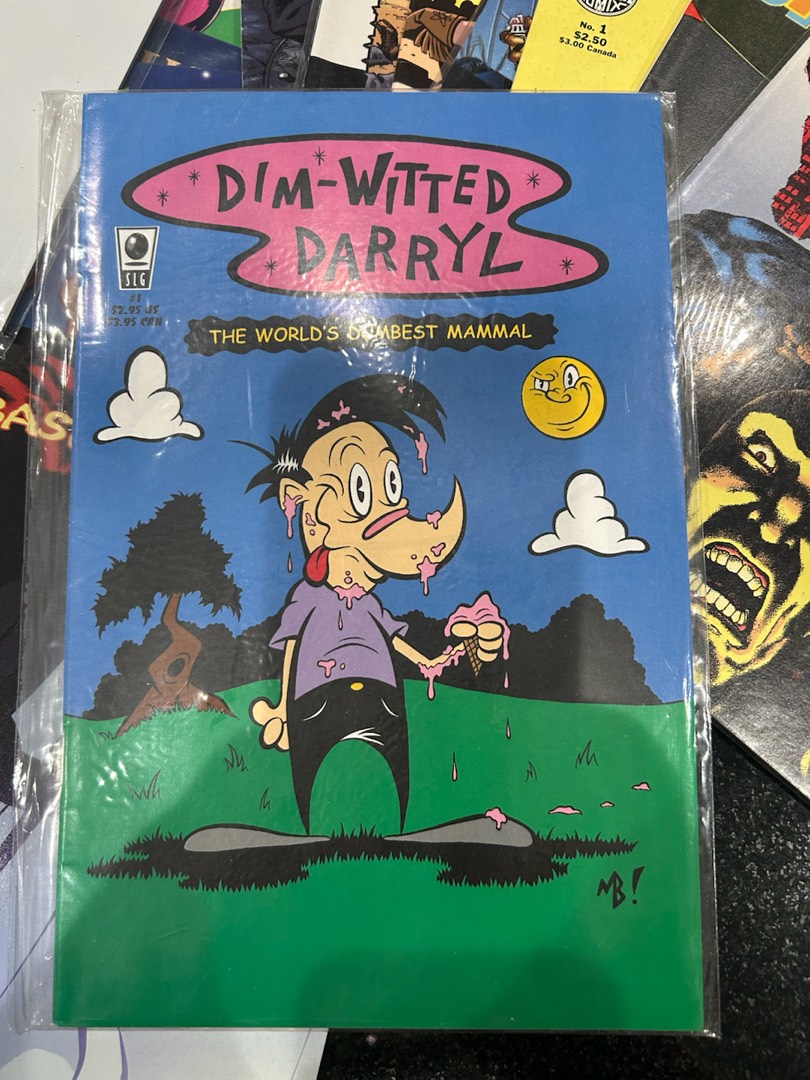 No. 1
$2.50
$3.00 Canada
DIM-WITTED
DARRYL
SLG
#1
$2.95 US
$3.95 CAN
THE WORLD'S DUMBEST MAMMAL
MB!